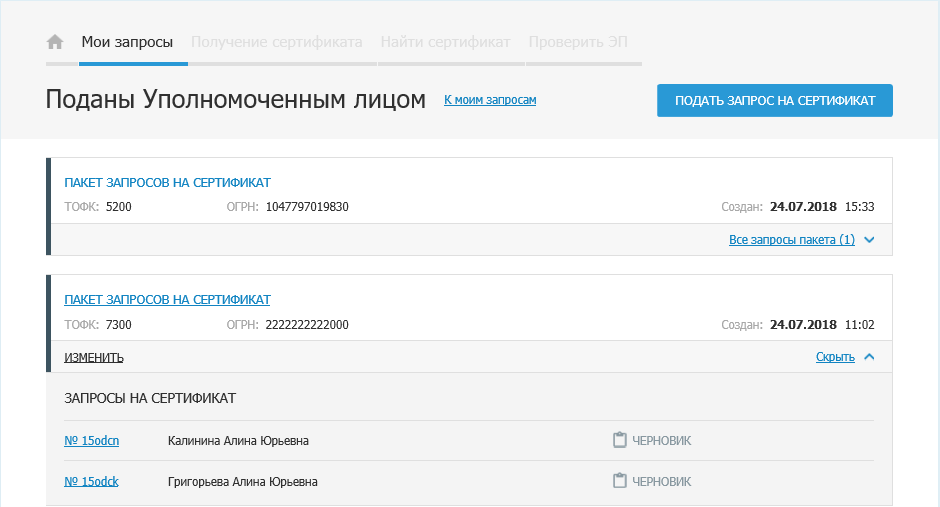 Мои запросы Получение сертификата Найти сертификат Проверить ЭП
Поданы Уполномоченным лицом К моим запросам ПОДАТЬ ЗАПРОС НА СЕРТИФИКАТ
ПАКЕТ ЗАПРОСОВ НА СЕРТИФИКАТ
ТОФК: 5200 ОГРН: 1047797019830 Создан: 24.07.2018 15:33
Все запросы пакета (1)
ПАКЕТ ЗАПРОСОВ НА СЕРТИФИКАТ
ТОФК: 7300 ОГРН: 2222222222000 Создан: 24.07.2018 11:02
ИЗМЕНИТЬ Скрыть
ЗАПРОСЫ НА СЕРТИФИКАТ
№ 15odcn Калинина Алина Юрьевна ЧЕРНОВИК
№ 15odck Григорьева Алина Юрьевна ЧЕРНОВИК